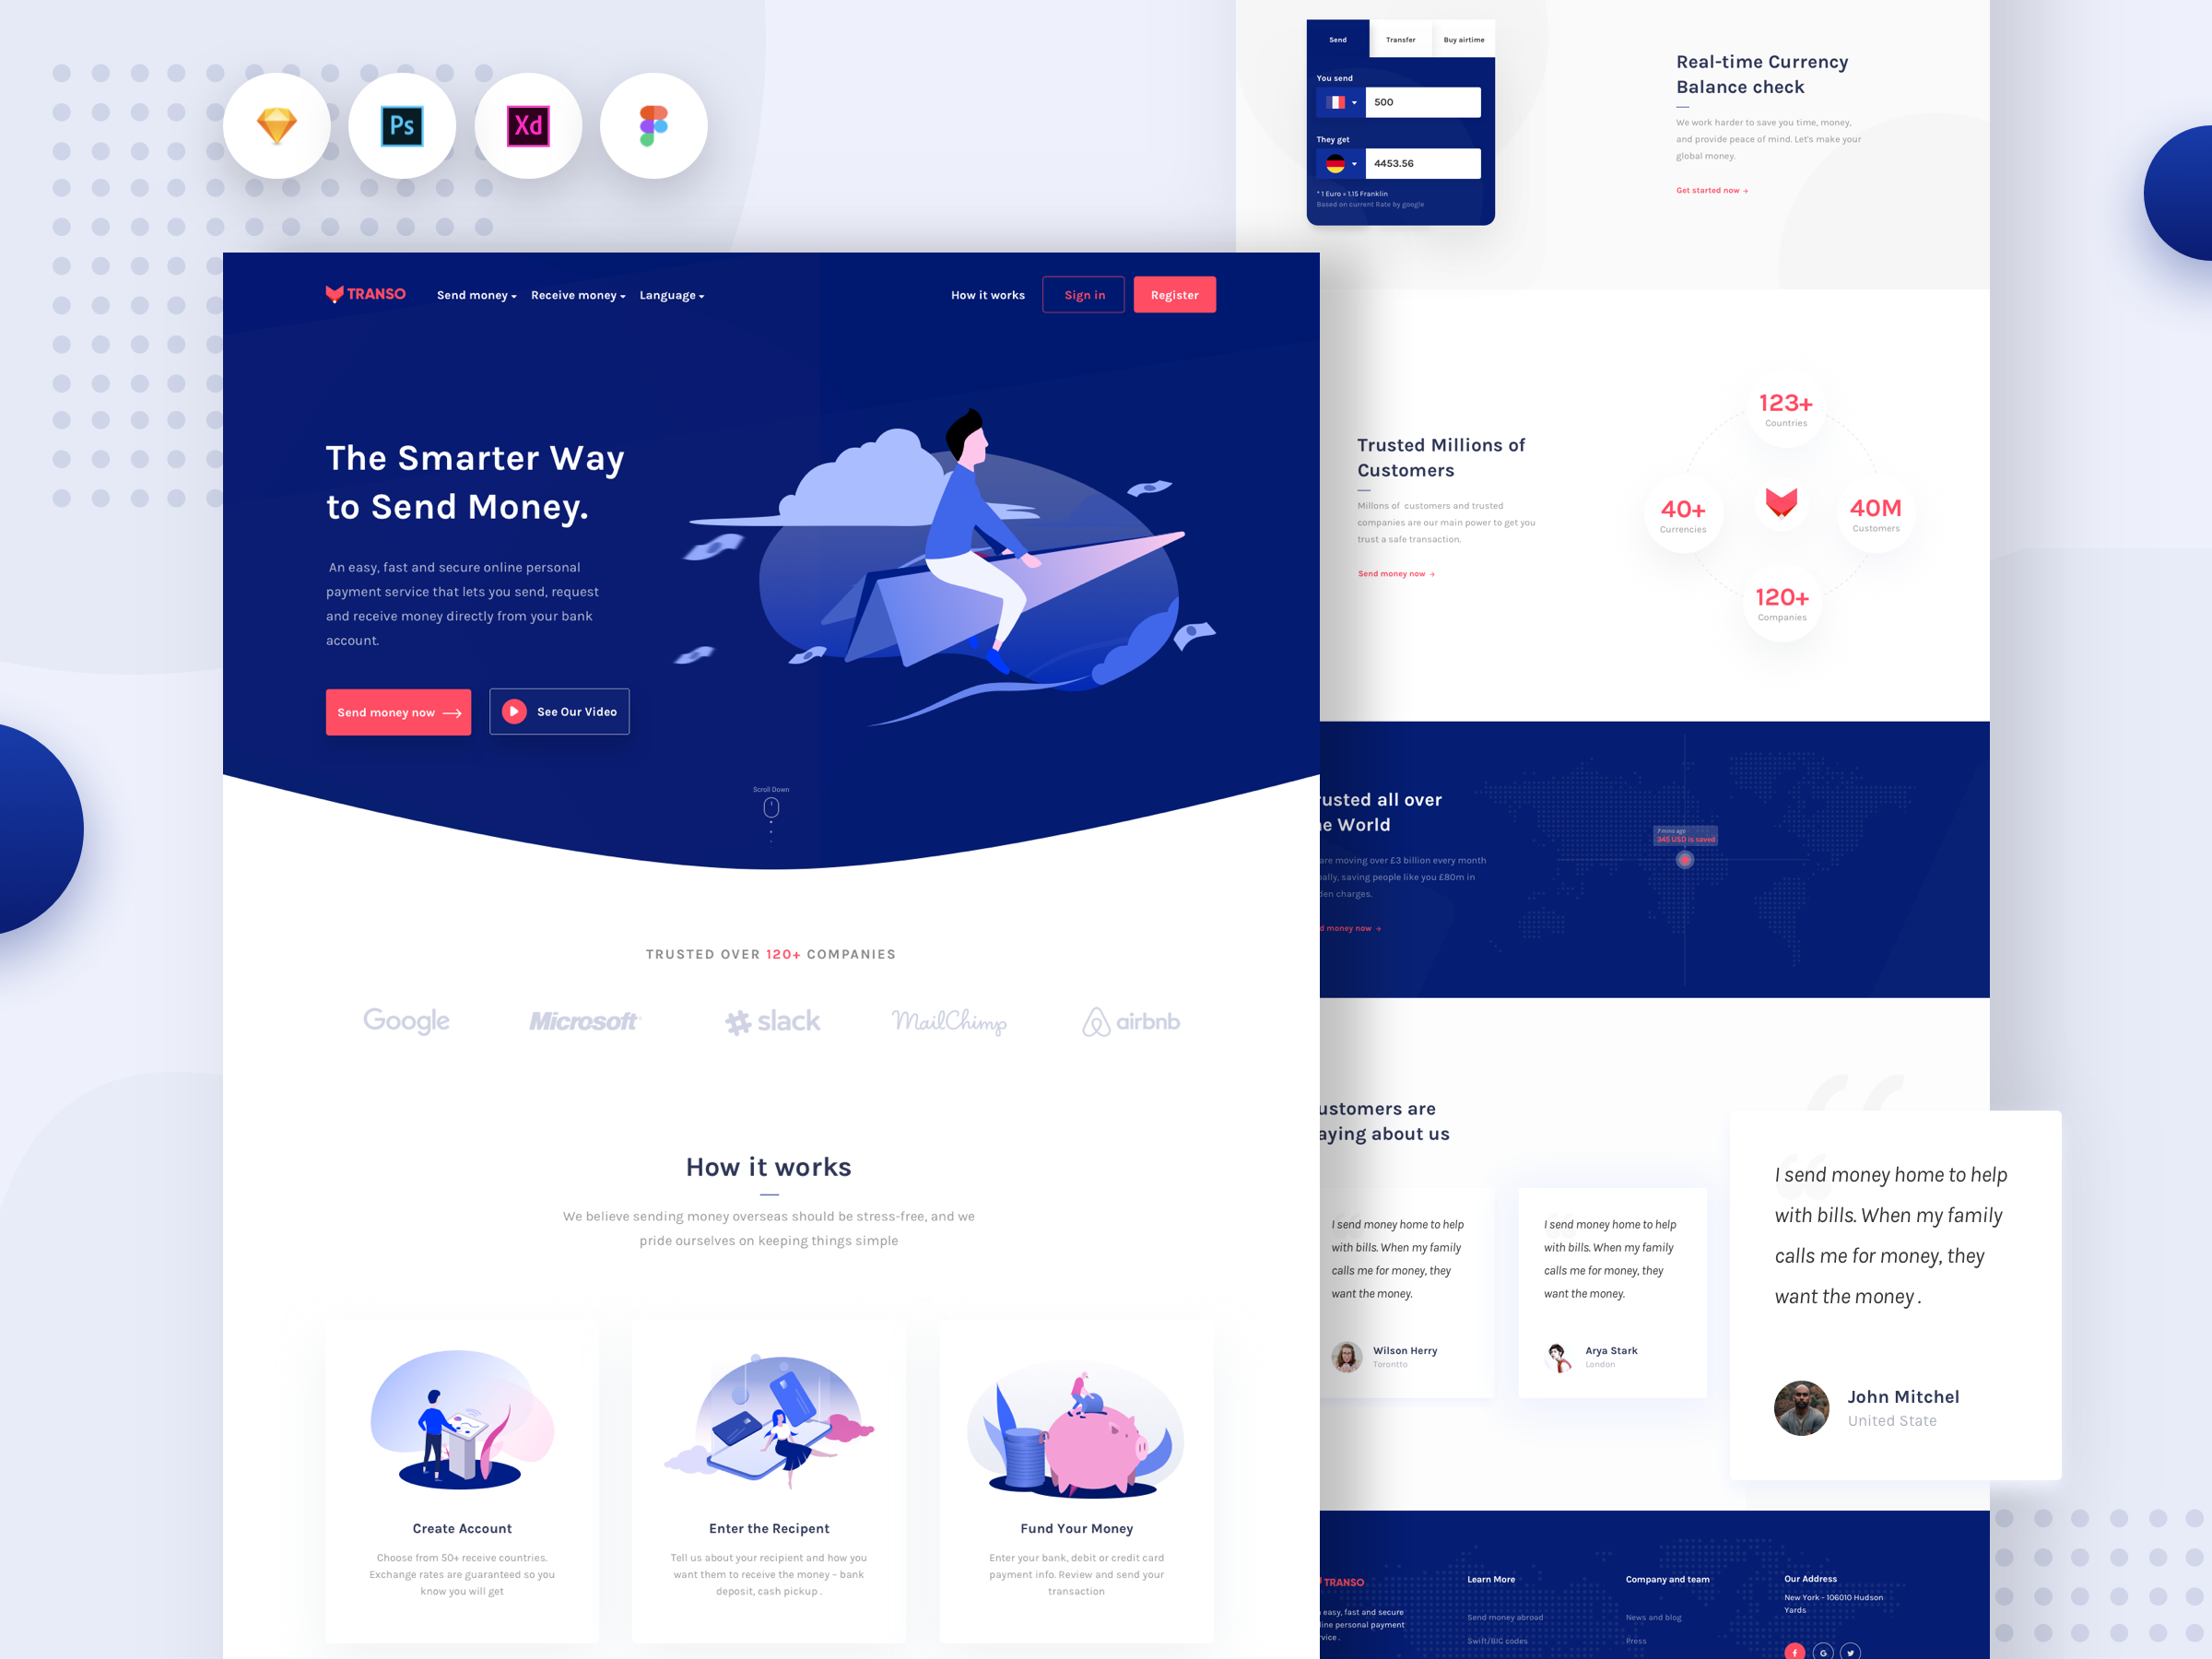 Ps
Xd
TRANSO
Send money
Receive money
Language
How it works
Sign in
Register
The Smarter Way
to Send Money.
An easy, fast and secure online personal
payment service that lets you send, request
and receive money directly from your bank
account.
Send money now
See Our Video
Scroll Down
TRUSTED OVER 120+ COMPANIES
Google
Microsoft
slack
MailChimp
airbnb
How it works
We believe sending money overseas should be stress-free, and we
pride ourselves on keeping things simple
Create Account
Choose from 50+ receive countries.
Exchange rates are guaranteed so you
know you will get
Enter the Recipent
Tell us about your recipient and how you
want them to receive the money – bank
deposit, cash pickup .
Fund Your Money
Enter your bank, debit or credit card
payment info. Review and send your
transaction
Send
Transfer
Buy airtime
You send
500
They get
4453.56
* 1 Euro = 1.15 Franklin
Based on current Rate by google
Real-time Currency
Balance check
We work harder to save you time, money,
and provide peace of mind. Let's make your
global money.
Get started now →
Trusted Millions of
Customers
Millons of customers and trusted
companies are our main power to get you
trust a safe transaction.
Send money now →
123+
Countries
40+
Currencies
40M
Customers
120+
Companies
rusted all over
e World
are moving over £3 billion every month
bally, saving people like you £80m in
den charges.
d money now →
7 mins ago
345 USD is saved
ustomers are
aying about us
I send money home to help
with bills. When my family
calls me for money, they
want the money.
Wilson Herry
Torontto
I send money home to help
with bills. When my family
calls me for money, they
want the money.
Arya Stark
London
I send money home to help
with bills. When my family
calls me for money, they
want the money .
John Mitchel
United State
TRANSO
easy, fast and secure
line personal payment
rvice .
Learn More
Send money abroad
Swift/BIC codes
Company and team
News and blog
Press
Our Address
New York - 106010 Hudson
Yards